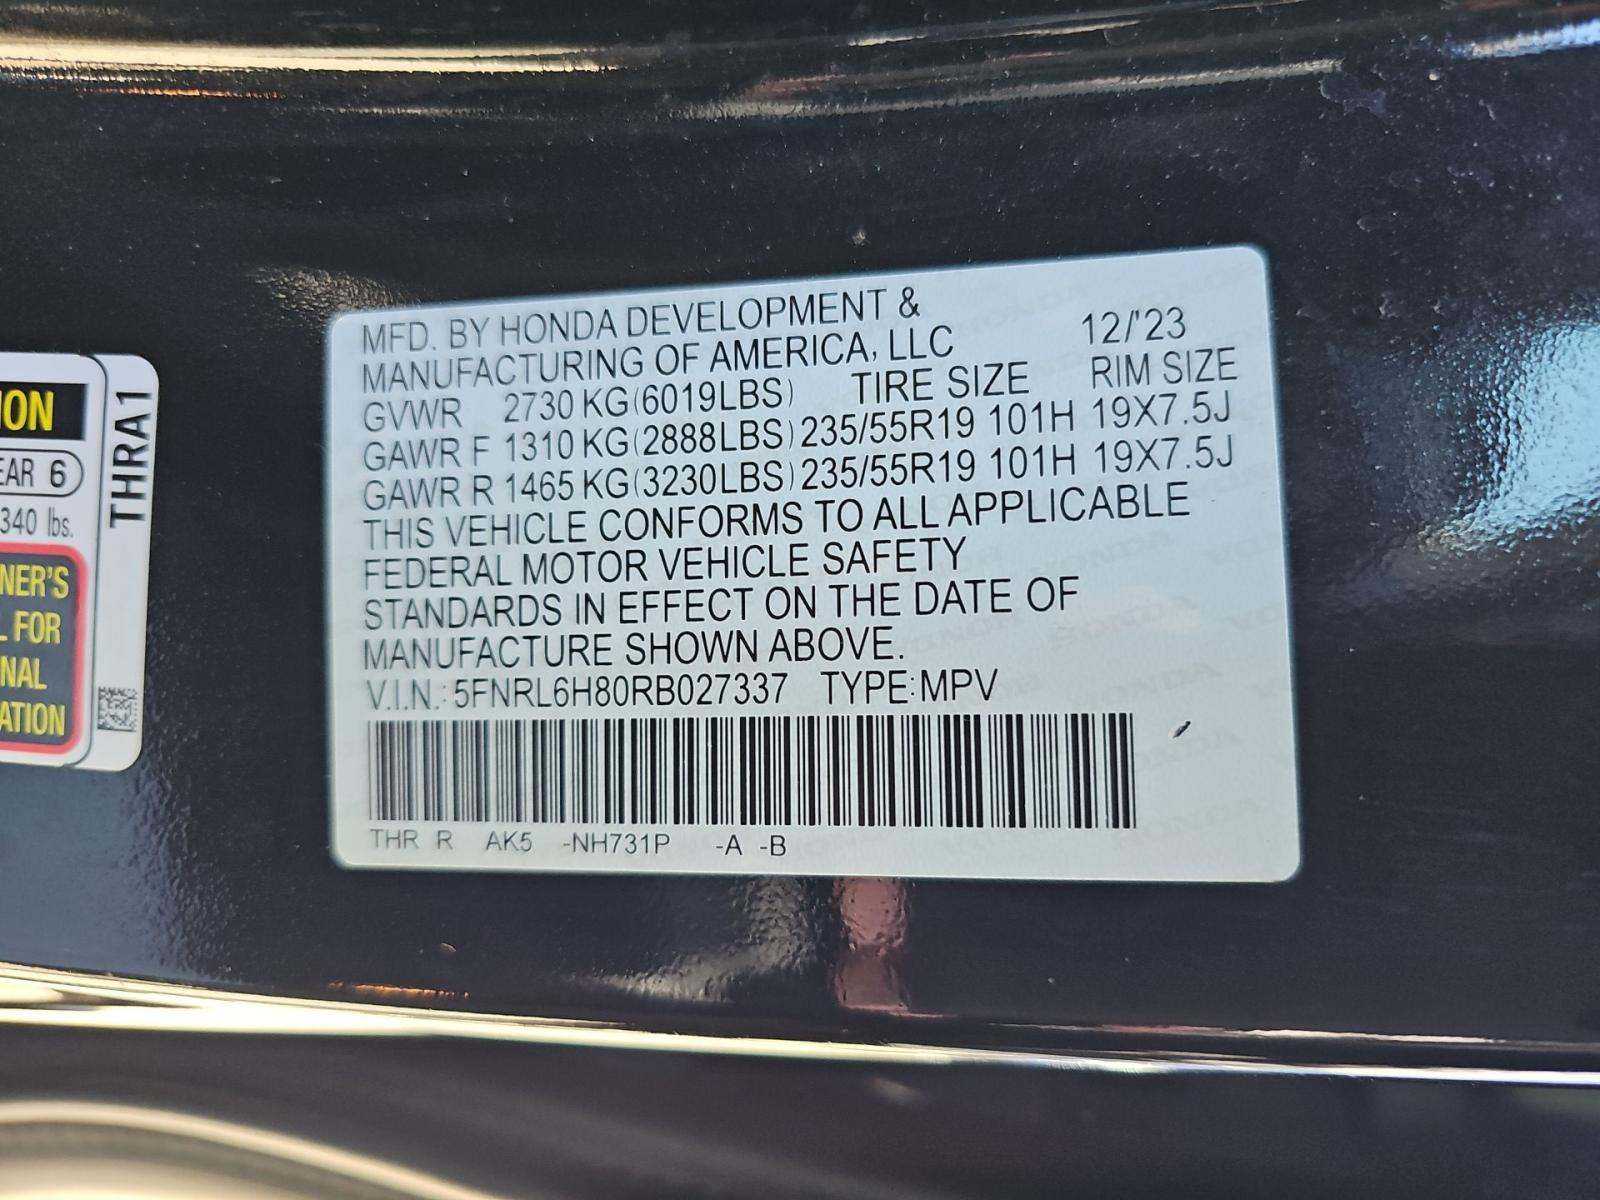 MFD. BY HONDA DEVELOPMENT &
MANUFACTURING OF AMERICA, LLC 12/'23
GVWR 2730 KG(6019LBS) TIRE SIZE RIM SIZE
GAWR F 1310 KG(2888LBS) 235/55R19 101H 19X7.5J
GAWR R 1465 KG(3230LBS) 235/55R19 101H 19X7.5J
THIS VEHICLE CONFORMS TO ALL APPLICABLE
FEDERAL MOTOR VEHICLE SAFETY
STANDARDS IN EFFECT ON THE DATE OF
MANUFACTURE SHOWN ABOVE.
V.I.N.: 5FNRL6H80RB027337 TYPE:MPV
THR R AK5 -NH731P -A -B
ION
EAR 6
340 lbs.
NER'S
L FOR
NAL
ATION
THRA1